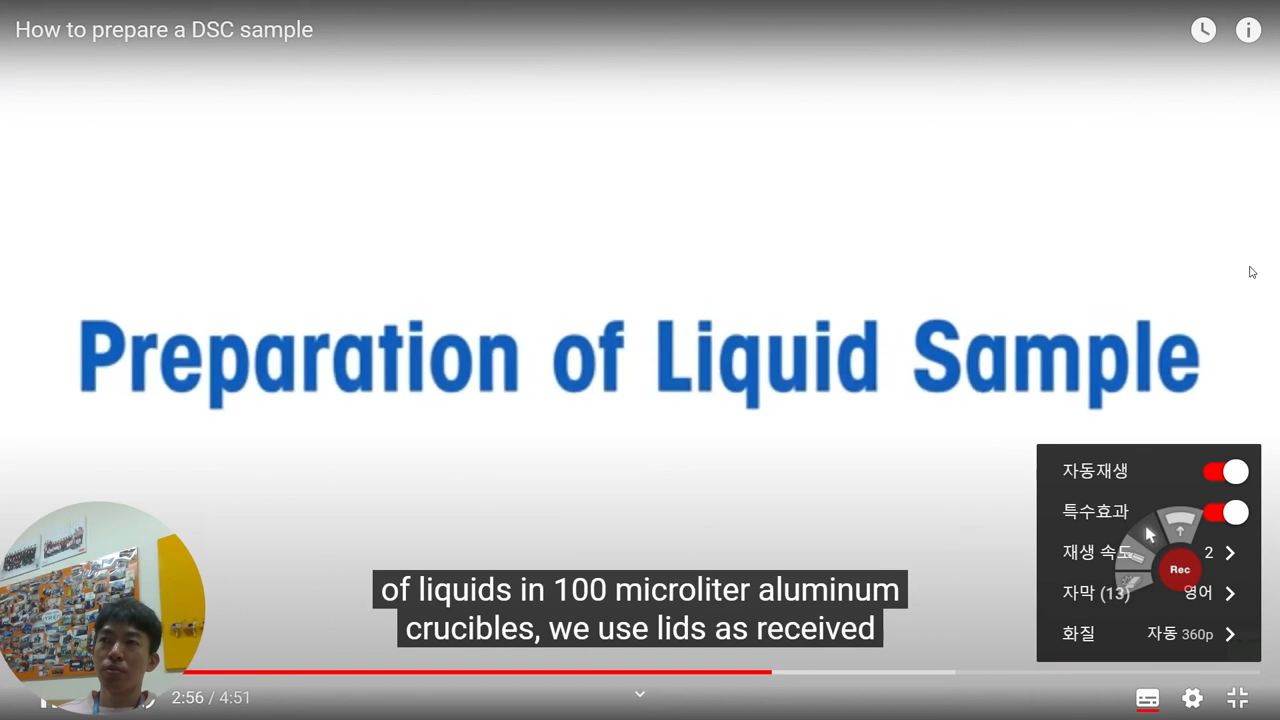 How to prepare a DSC sample
Preparation of Liquid Sample
자동재생
특수효과
재생 속도 2
Rec
자막 (13) 영어
화질 자동 360p
of liquids in 100 microliter aluminum
crucibles, we use lids as received
2:56 / 4:51